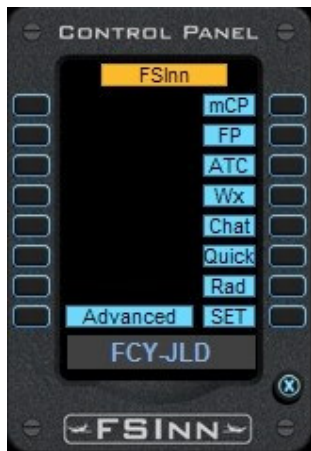 CONTROL PANEL
FSInn
mCP
FP
ATC
Wx
Chat
Quick
Rad
Advanced SET
FCY-JLD
X
FSINN